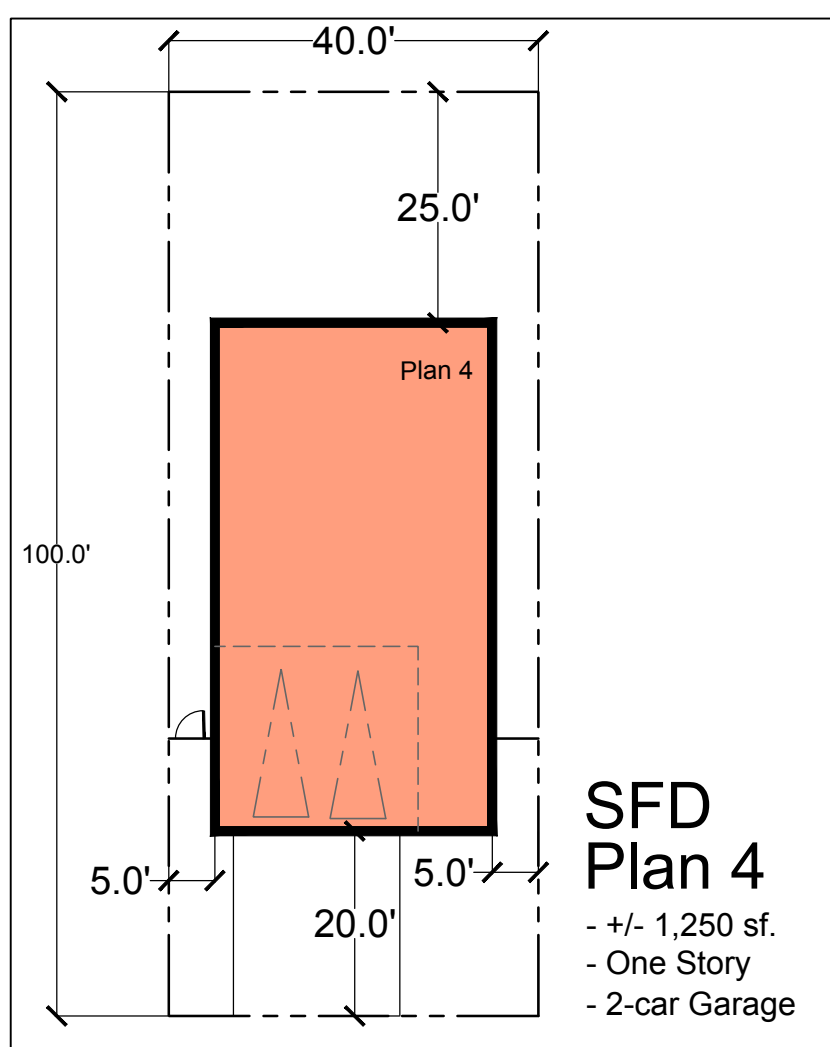 40.0'
25.0'
Plan 4
100.0'
5.0'
5.0'
20.0'
SFD
Plan 4
- +/- 1,250 sf.
- One Story
- 2-car Garage